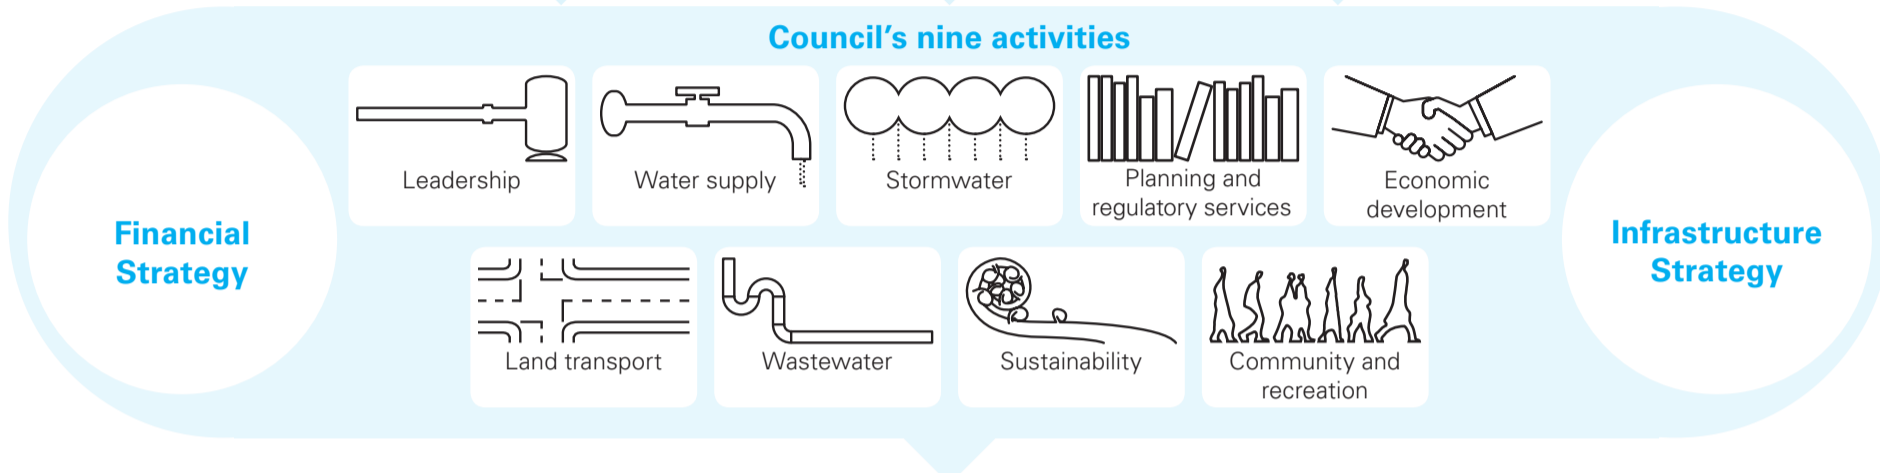 Council’s nine activities
Financial
Strategy
Leadership
Water supply
Stormwater
Planning and
regulatory services
Economic
development
Land transport
Wastewater
Sustainability
Community and
recreation
Infrastructure
Strategy